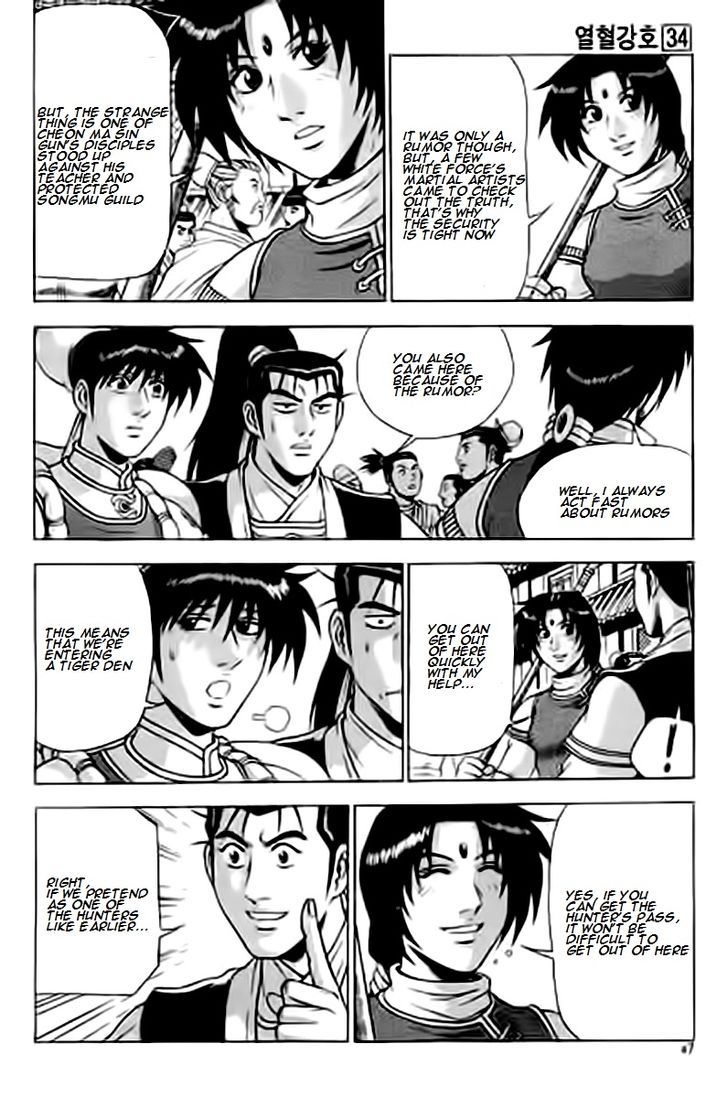 열혈강호 34
BUT, THE STRANGE
THING IS ONE OF
CHEON MA SIN
GUN'S DISCIPLES
STOOD UP
AGAINST HIS
TEACHER AND
PROTECTED
SONGMU GUILD
IT WAS ONLY A
RUMOR THOUGH,
BUT, A FEW
WHITE FORCE'S
MARTIAL ARTISTS
CAME TO CHECK
OUT THE TRUTH,
THAT'S WHY
THE SECURITY
IS TIGHT NOW
YOU ALSO
CAME HERE
BECAUSE OF
THE RUMOR?
WELL, I ALWAYS
ACT FAST
ABOUT RUMORS
THIS MEANS
THAT WE'RE
ENTERING
A TIGER DEN
YOU CAN
GET OUT
OF HERE
QUICKLY
WITH MY
HELP...
!
RIGHT,
IF WE PRETEND
AS ONE OF
THE HUNTERS
LIKE EARLIER...
YES, IF YOU
CAN GET THE
HUNTER'S PASS,
IT WON'T BE
DIFFICULT TO
GET OUT OF HERE